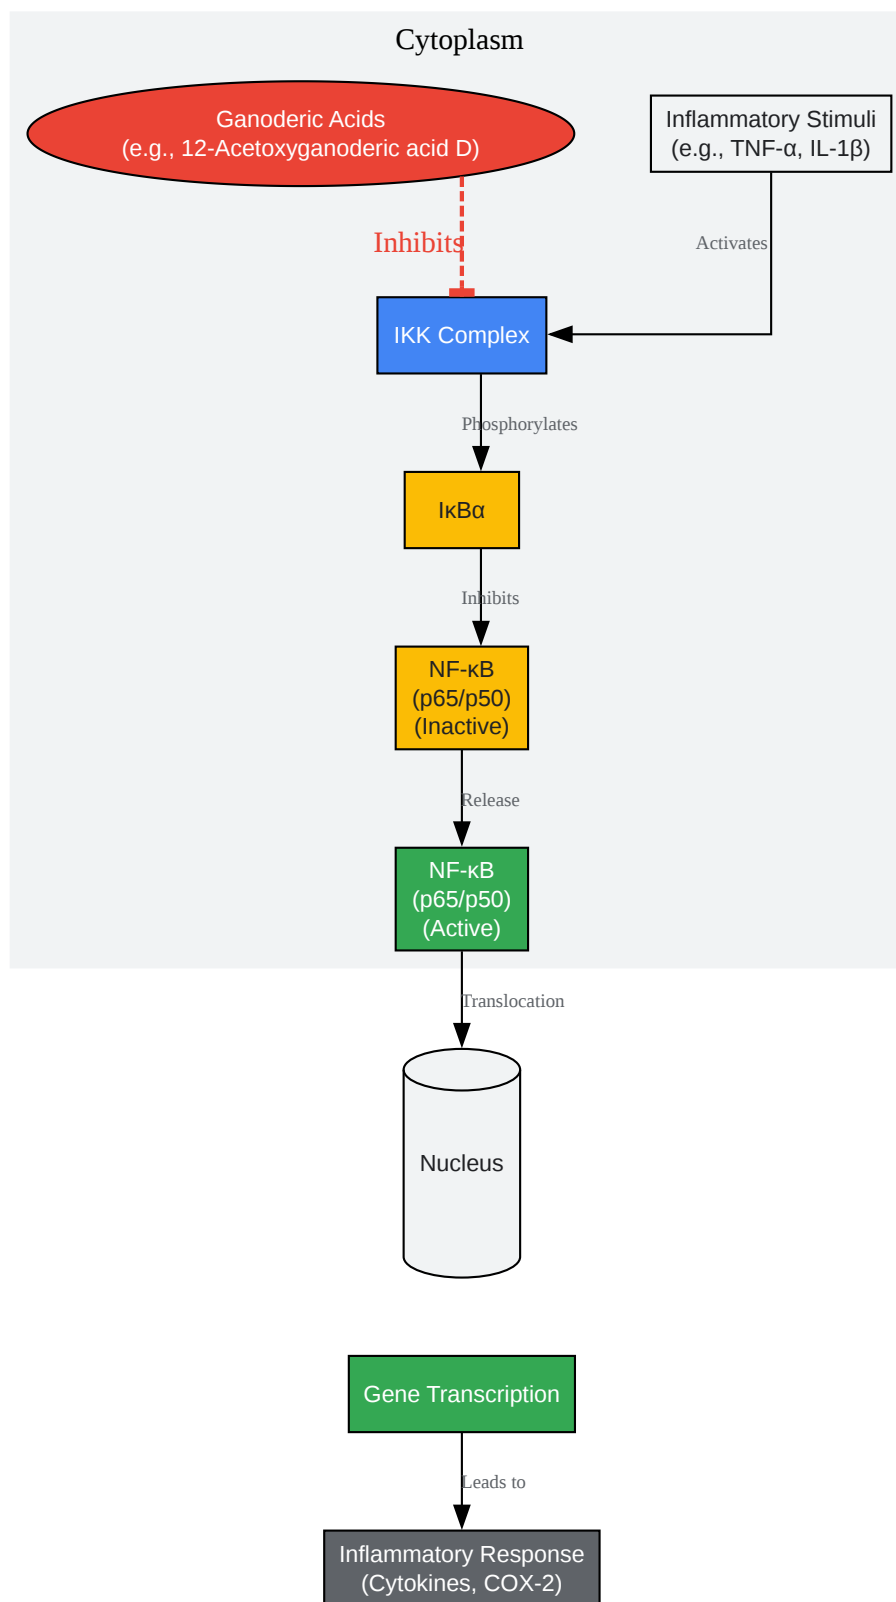 Cytoplasm
Ganoderic Acids
(e.g., 12-Acetoxyganoderic acid D)
Inflammatory Stimuli
(e.g., TNF-α, IL-1β)
Inhibits
Activates
IKK Complex
Phosphorylates
IκBα
Inhibits
NF-κB
(p65/p50)
(Inactive)
Release
NF-κB
(p65/p50)
(Active)
Translocation
Nucleus
Gene Transcription
Leads to
Inflammatory Response
(Cytokines, COX-2)